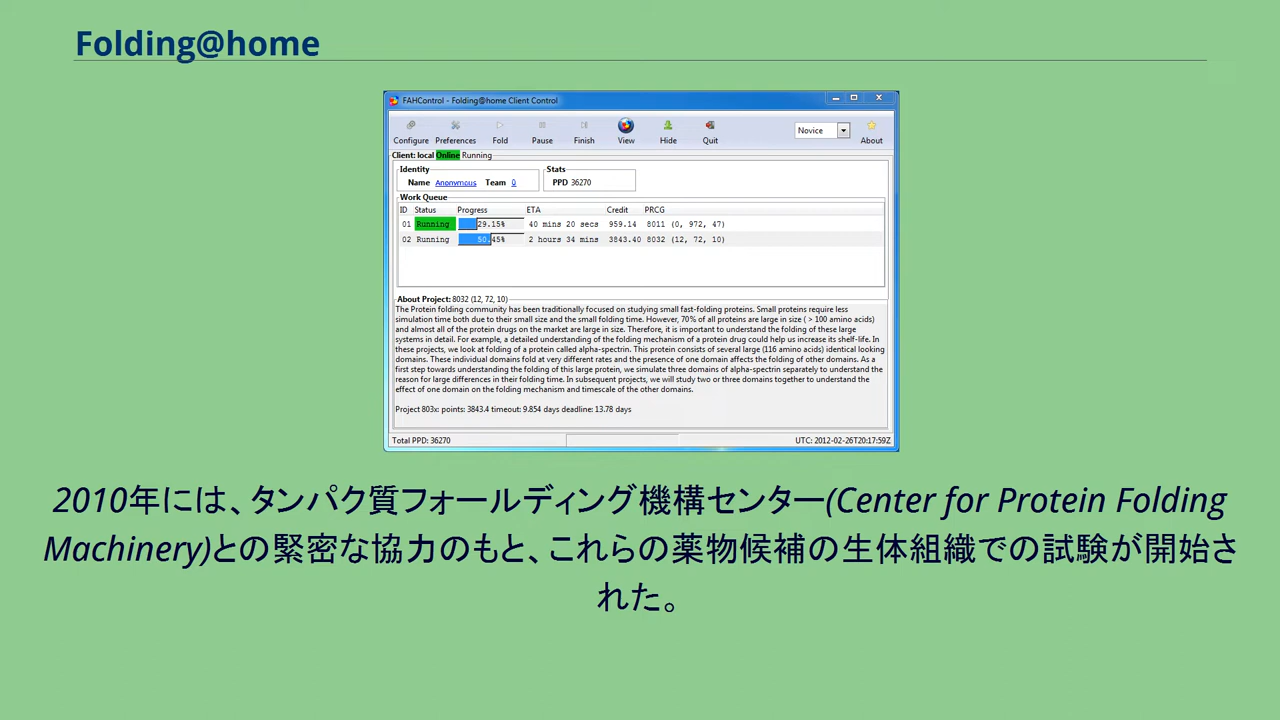 Folding@home
FAHControl - Folding@home Client Control
Configure Preferences Fold Pause Finish View Hide Quit Novice About
Client: local Online Running
Identity Stats
Name Anonymous Team 0 PPD 36270
Work Queue
ID Status Progress ETA Credit PRCG
01 Running 29.15% 40 mins 20 secs 959.14 8011 (0, 972, 47)
02 Running 50.45% 2 hours 34 mins 3843.40 8032 (12, 72, 10)
About Project: 8032 (12, 72, 10)
The Protein folding community has been traditionally focused on studying small fast-folding proteins. Small proteins require less
simulation time both due to their small size and the small folding time. However, 70% of all proteins are large in size ( > 100 amino acids)
and almost all of the protein drugs on the market are large in size. Therefore, it is important to understand the folding of these large
systems in detail. For example, a detailed understanding of the folding mechanism of a protein drug could help us increase its shelf-life. In
these projects, we look at folding of a protein called alpha-spectrin. This protein consists of several large (116 amino acids) identical looking
domains. These individual domains fold at very different rates and the presence of one domain affects the folding of other domains. As a
first step towards understanding the folding of this large protein, we simulate three domains of alpha-spectrin separately to understand the
reason for large differences in their folding time. In subsequent projects, we will study two or three domains together to understand the
effect of one domain on the folding mechanism and timescale of the other domains.
Project 803x: points: 3843.4 timeout: 9.854 days deadline: 13.78 days
Total PPD: 36270 UTC: 2012-02-26T20:17:59Z
2010年には、タンパク質フォールディング機構センター(Center for Protein Folding
Machinery)との緊密な協力のもと、これらの薬物候補の生体組織での試験が開始さ
れた。